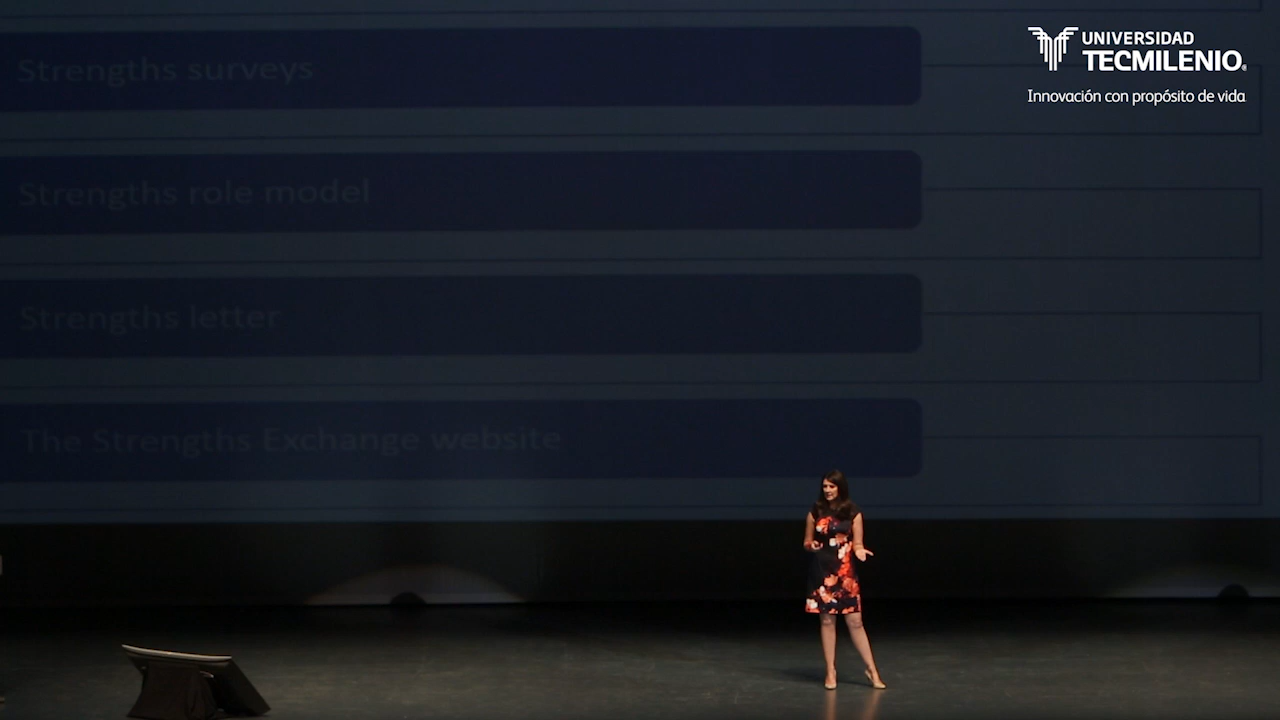 Strengths surveys
Strengths role model
Strengths letter
The Strengths Exchange website
UNIVERSIDAD
TECMILENIO®
Innovación con propósito de vida